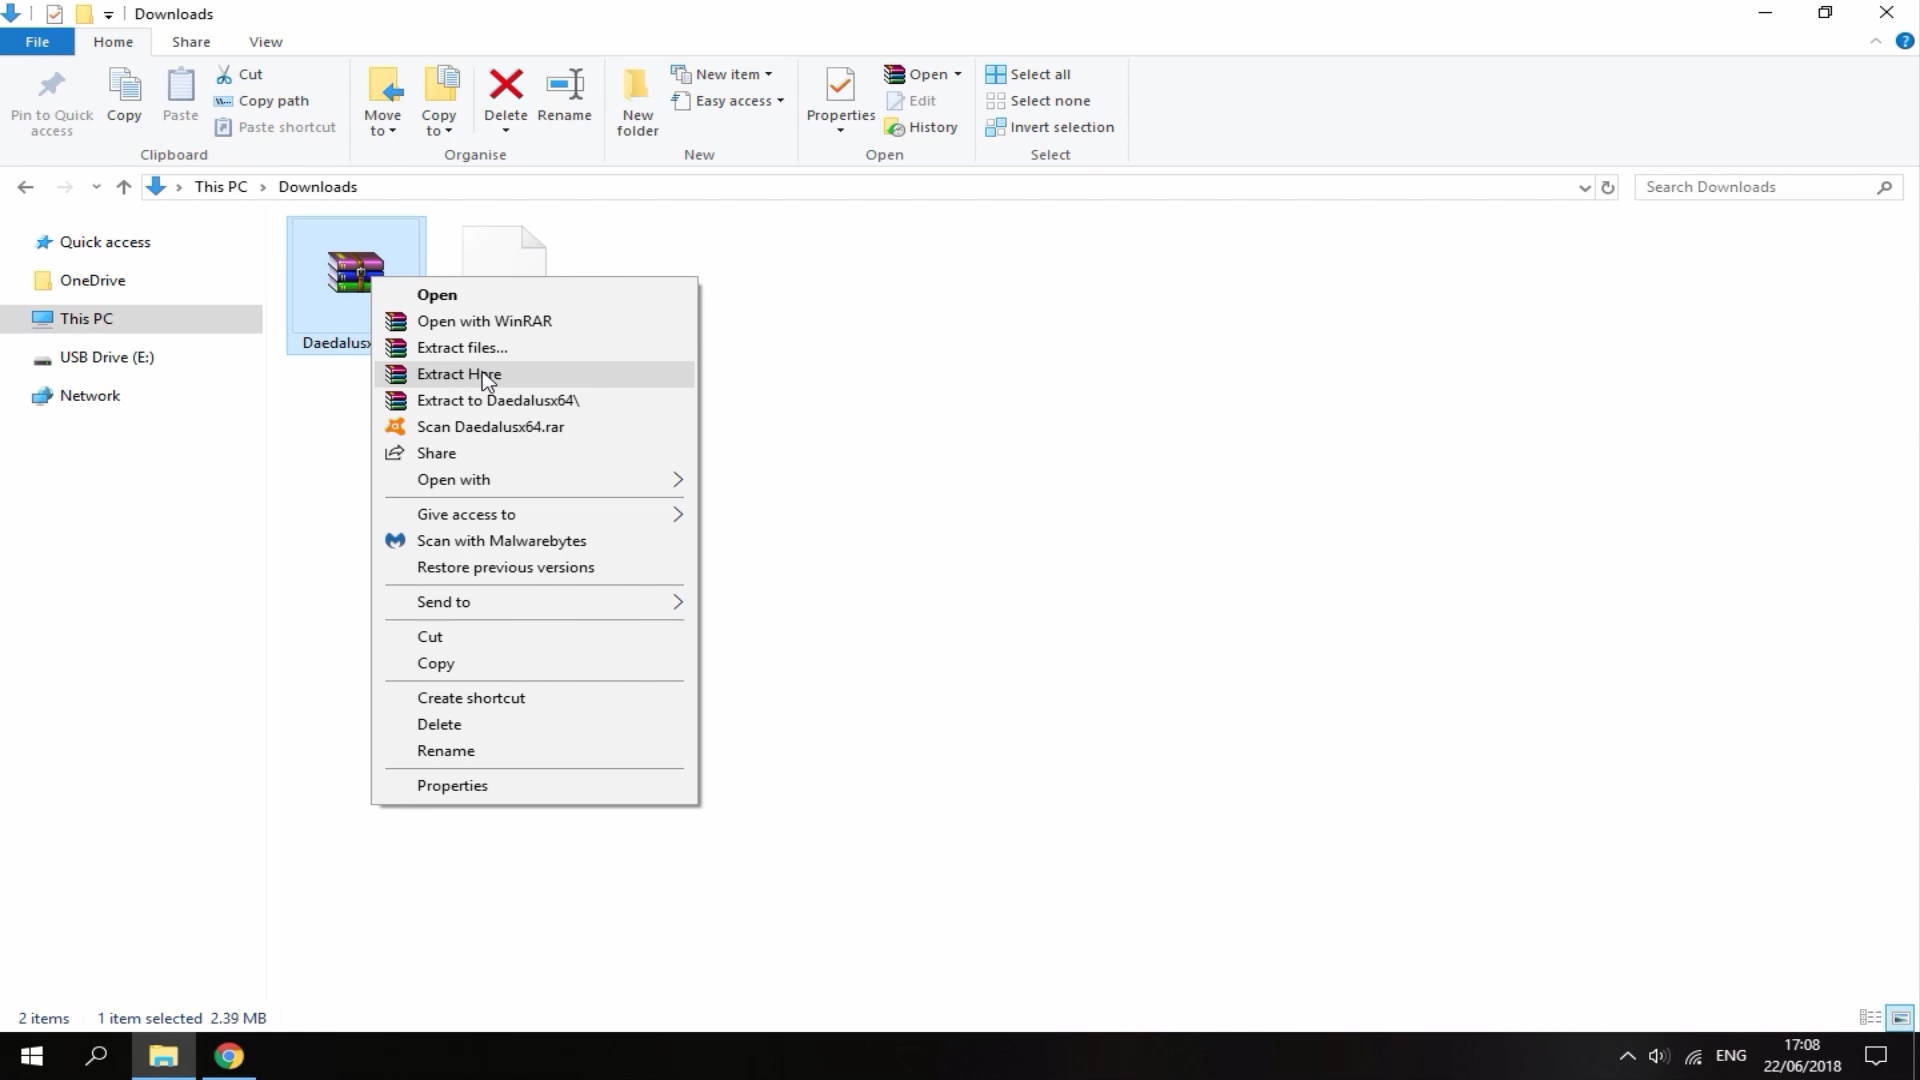 Downloads
File Home Share View
Pin to Quick access
Copy
Paste
Cut
Copy path
Paste shortcut
Clipboard
Move to
Copy to
Delete
Rename
Organise
New folder
New item
Easy access
New
Properties
Open
Edit
History
Open
Select all
Select none
Invert selection
Select
This PC
Downloads
Search Downloads
Quick access
OneDrive
This PC
USB Drive (E:)
Network
Open
Open with WinRAR
Extract files...
Extract Here
Extract to Daedalusx64\
Scan Daedalusx64.rar
Share
Open with
Give access to
Scan with Malwarebytes
Restore previous versions
Send to
Cut
Copy
Create shortcut
Delete
Rename
Properties
2 items 1 item selected 2.39 MB
ENG
17:08
22/06/2018